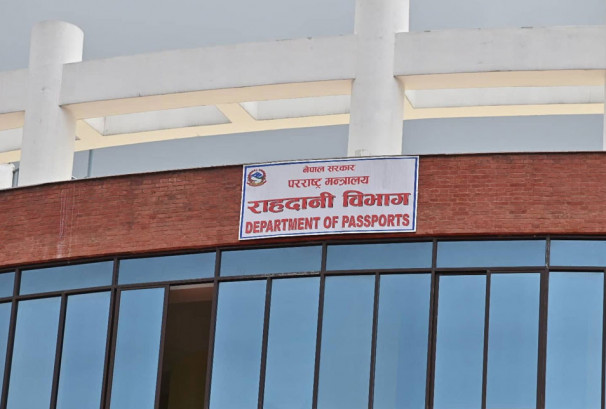 नेपाल सरकार
परराष्ट्र मन्त्रालय
राहदानी विभाग
DEPARTMENT OF PASSPORTS